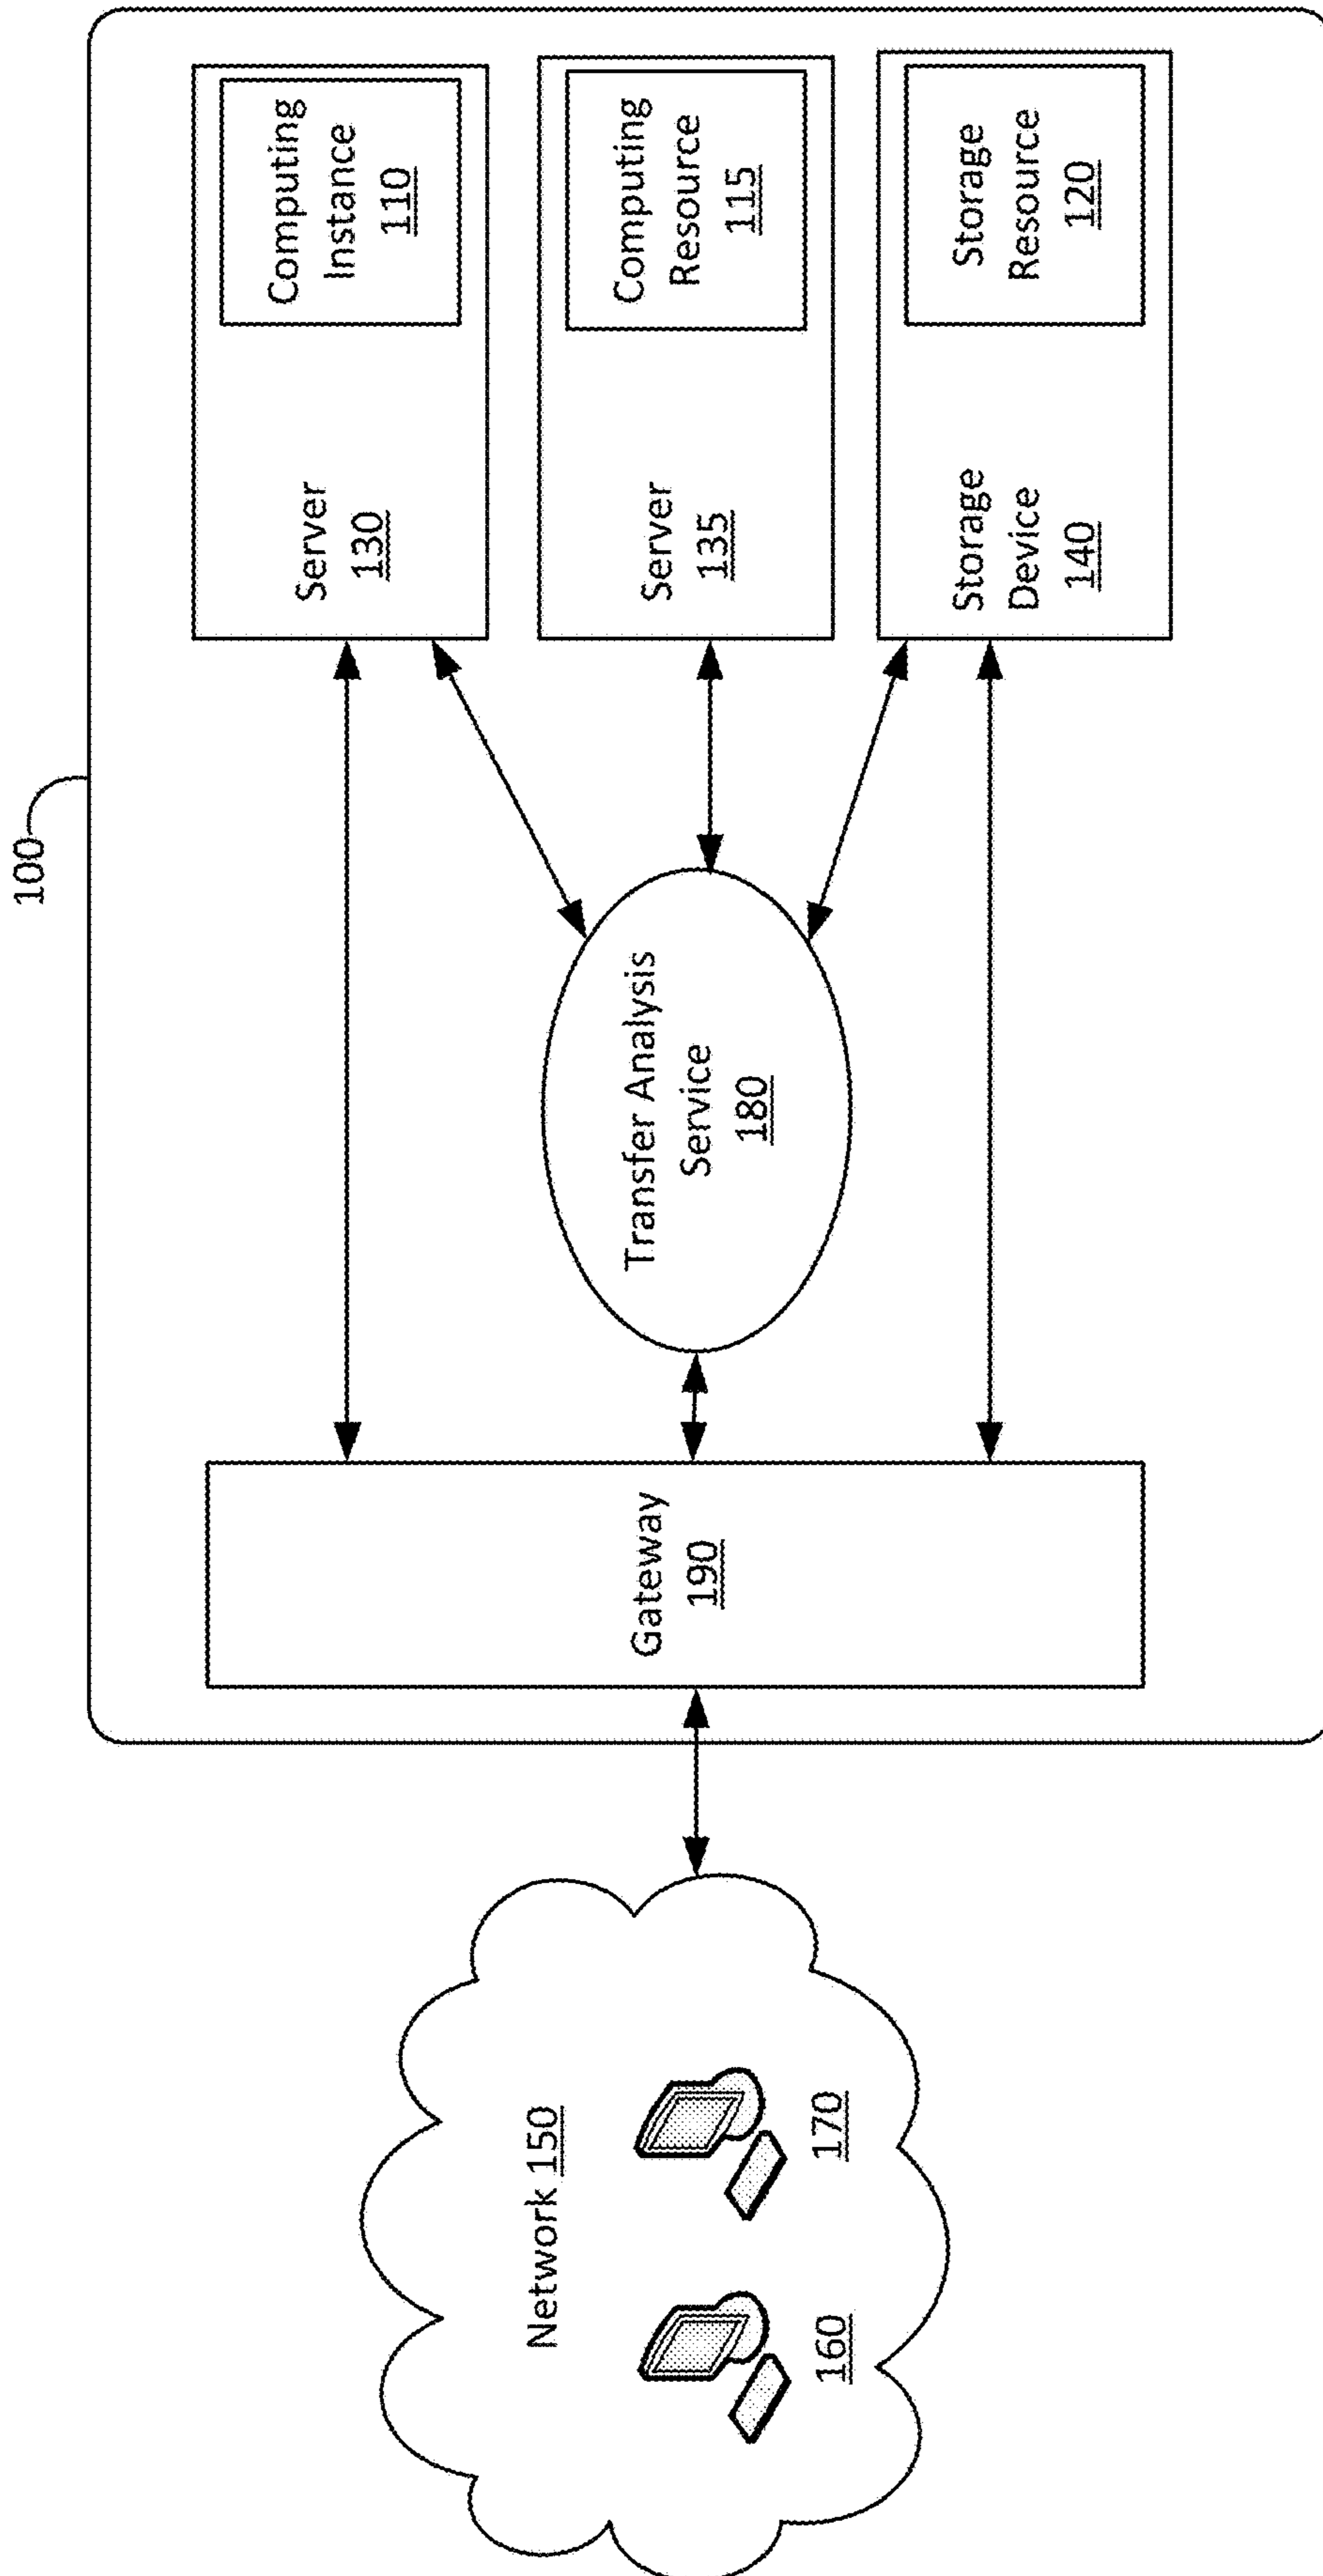 100
Network 150
160
170
Gateway
190
Transfer Analysis
Service
180
Server
130
Computing
Instance
110
Server
135
Computing
Resource
115
Storage
Device
140
Storage
Resource
120